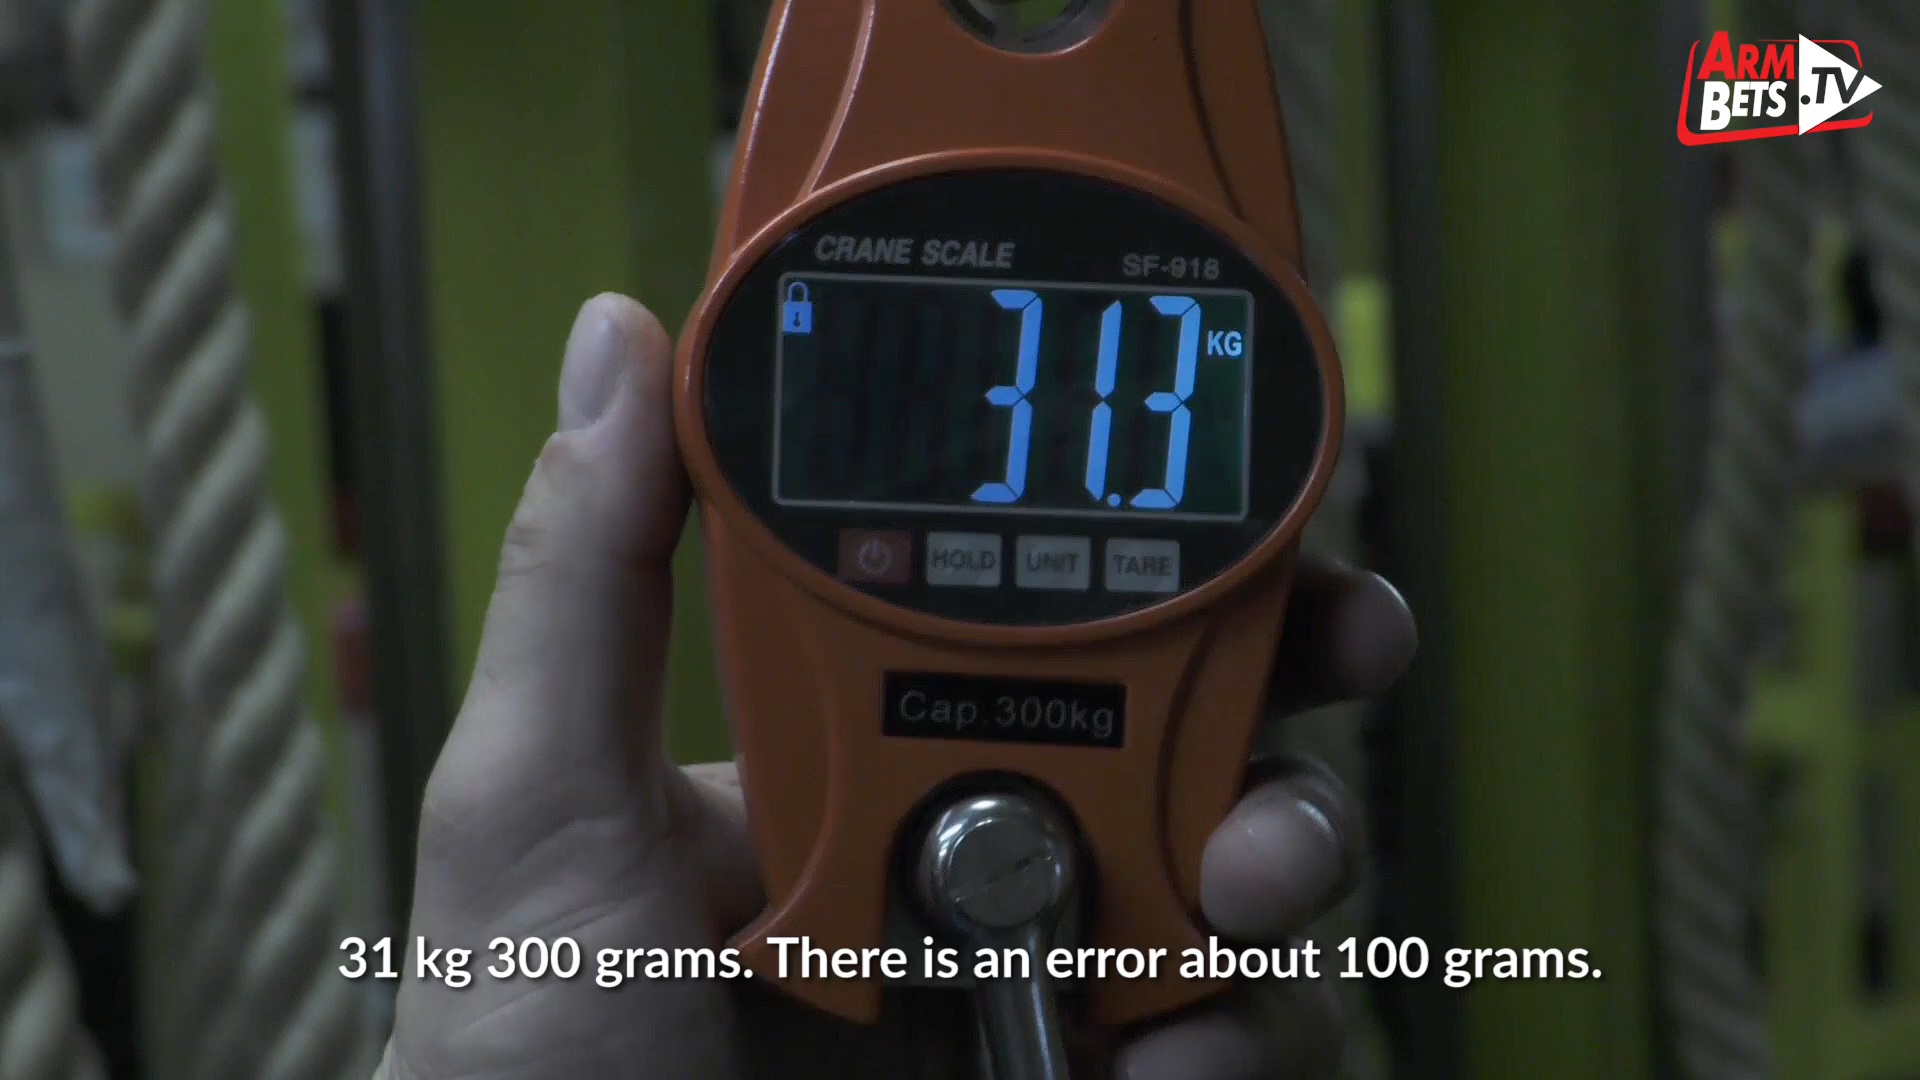 ARM
BETS
.TV
CRANE SCALE
SF-918
31.3 KG
HOLD
UNIT
TARE
Cap.300kg
31 kg 300 grams. There is an error about 100 grams.